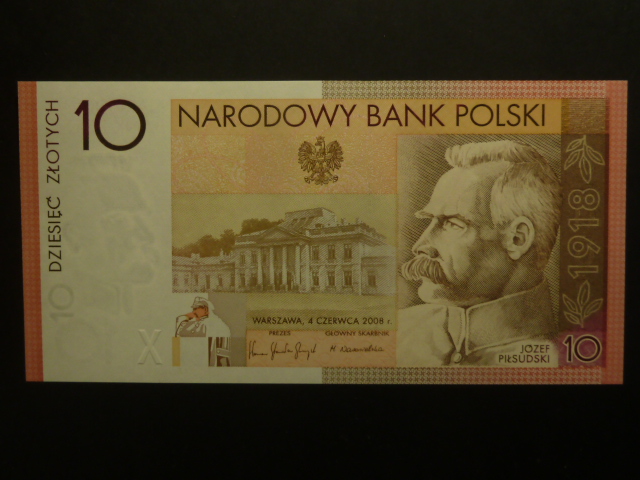 10
NARODOWY BANK POLSKI
DZIESIĘĆ ZŁOTYCH
1918
WARSZAWA, 4 CZERWCA 2008 r.
PREZES GŁÓWNY SKARBNIK
JÓZEF
PIŁSUDSKI
10
10
X